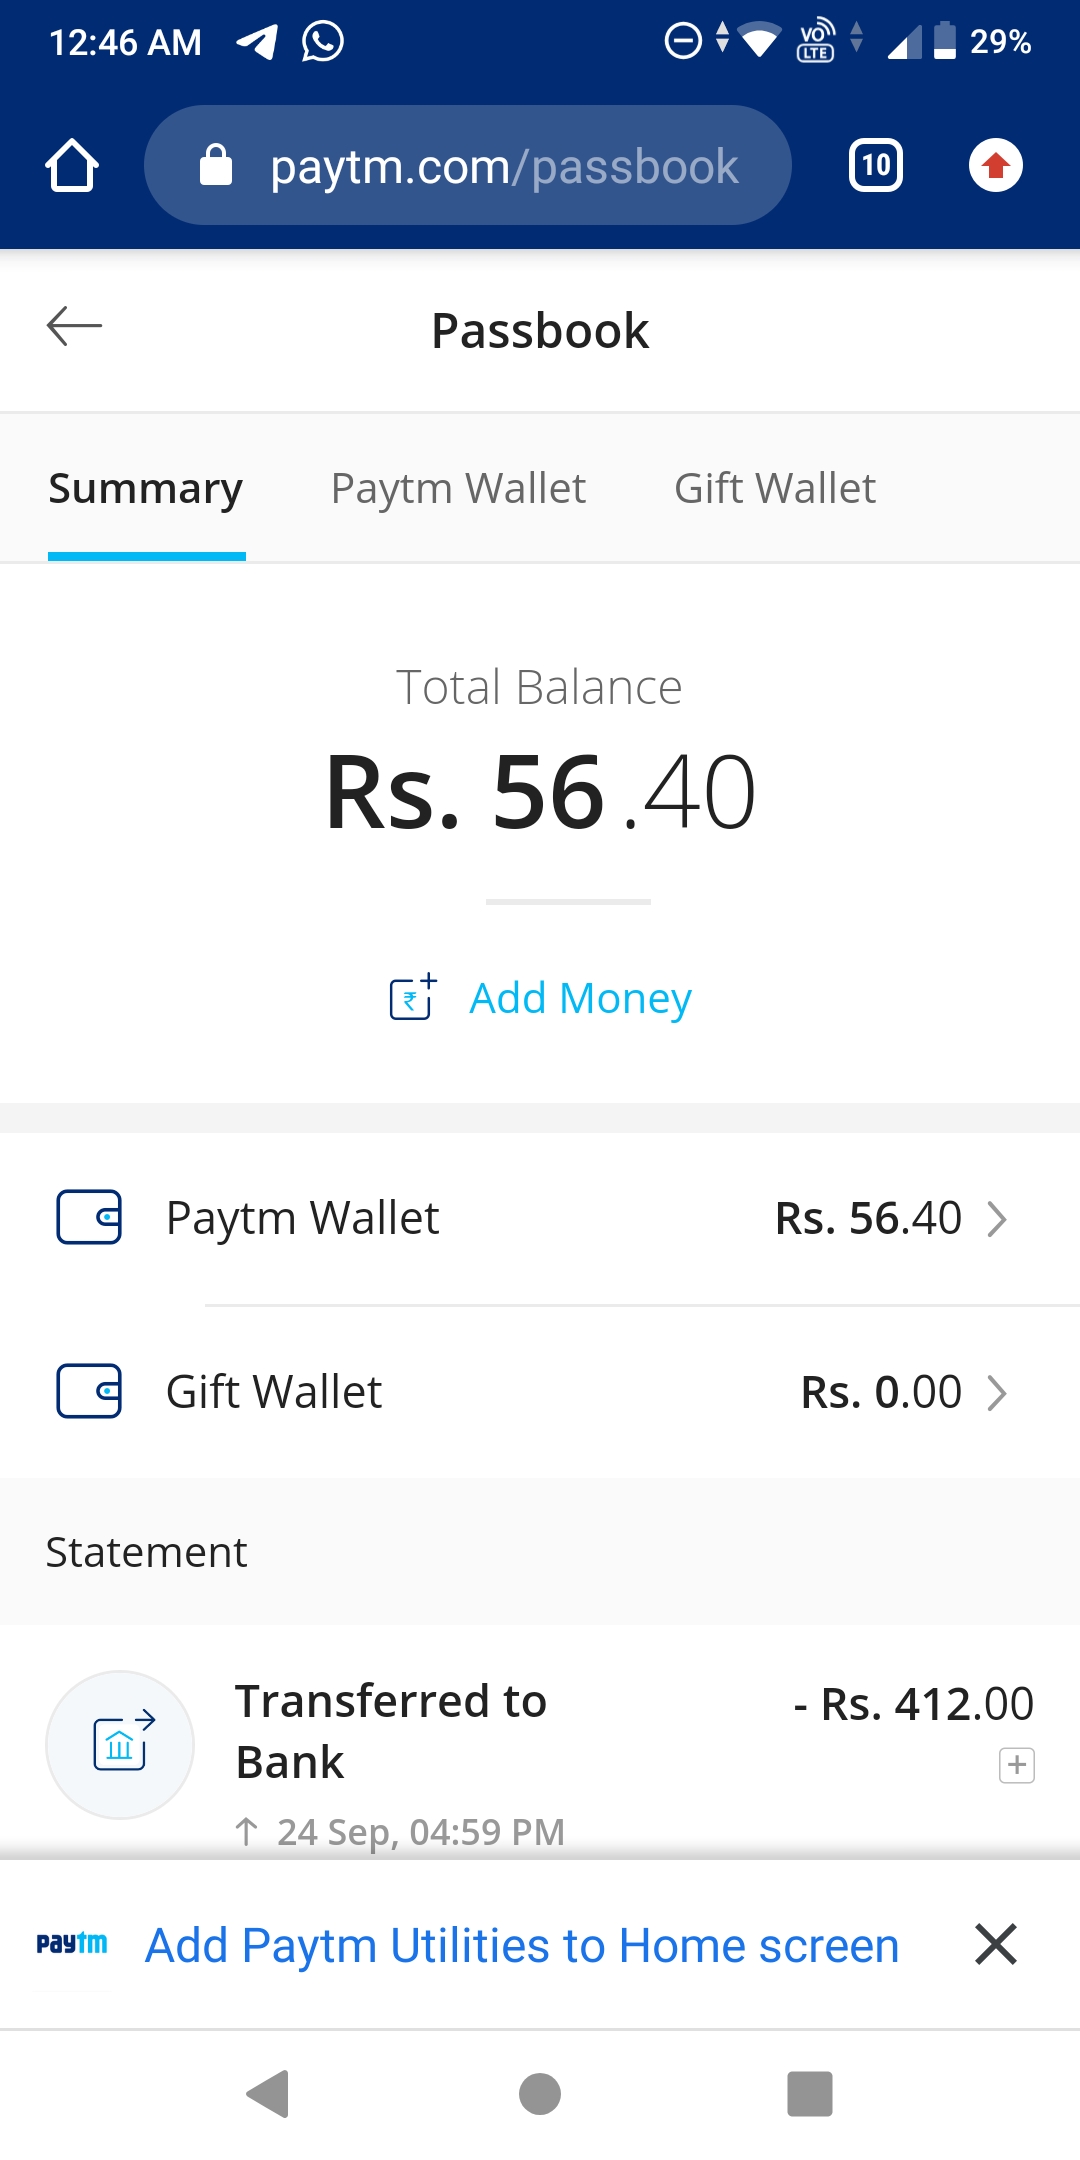 12:46 AM VO LTE 29%
paytm.com/passbook 10
Passbook
Summary Paytm Wallet Gift Wallet
Total Balance
Rs. 56.40
₹ Add Money
Paytm Wallet Rs. 56.40
Gift Wallet Rs. 0.00
Statement
Transferred to - Rs. 412.00
Bank
↑ 24 Sep, 04:59 PM
paytm Add Paytm Utilities to Home screen